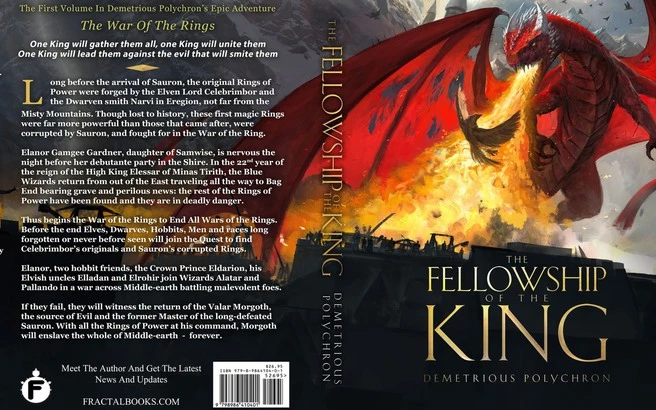 The First Volume In Demetrious Polychron's Epic Adventure
The War Of The Rings
One King will gather them all, one King will unite them
One King will lead them against the evil that will smite them
Long before the arrival of Sauron, the original Rings of
Power were forged by the Elven Lord Celebrimbor and
the Dwarven smith Narvi in Eregion, not far from the
Misty Mountains. Though lost to history, these first magic Rings
were far more powerful than those that came after, were
corrupted by Sauron, and fought for in the War of the Ring.
Elanor Gamgee Gardner, daughter of Samwise, is nervous the
night before her debutante party in the Shire. In the 22nd year of
the reign of the High King Elessar of Minas Tirith, the Blue
Wizards return from out of the East traveling all the way to Bag
End bearing grave and perilous news: the rest of the Rings of
Power have been found and they are in deadly danger.
Thus begins the War of the Rings to End All Wars of the Rings.
Before the end Elves, Dwarves, Hobbits, Men and races long
forgotten or never before seen will join the Quest to find
Celebrimbor's originals and Sauron's corrupted Rings.
Elanor, two hobbit friends, the Crown Prince Eldarion, his
Elvish uncles Elladan and Elrohir join Wizards Alatar and
Pallando in a war across Middle-earth battling malevolent foes.
If they fail, they will witness the return of the Valar Morgoth,
the source of Evil and the former Master of the long-defeated
Sauron. With all the Rings of Power at his command, Morgoth
will enslave the whole of Middle-earth - forever.
Meet The Author And Get The Latest
News And Updates
FRACTALBOOKS.COM
F
$26.95
ISBN 979-8-9864104-0-1
52695>
9 798986 410401
THE FELLOWSHIP OF THE KING
DEMETRIOUS POLYCHRON
THE
FELLOWSHIP
OF THE
KING
DEMETRIOUS POLYCHRON